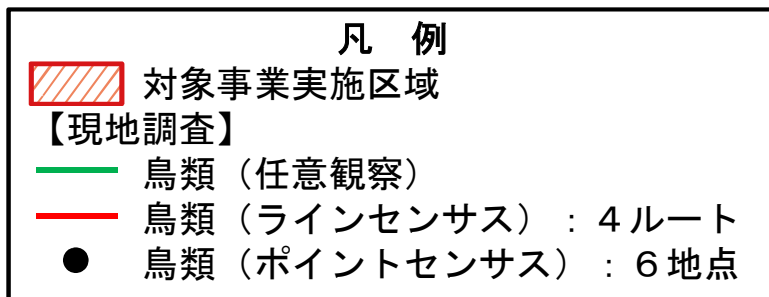 凡 例
対象事業実施区域
【現地調査】
鳥類（任意観察）
鳥類（ラインセンサス）：４ルート
鳥類（ポイントセンサス）：６地点